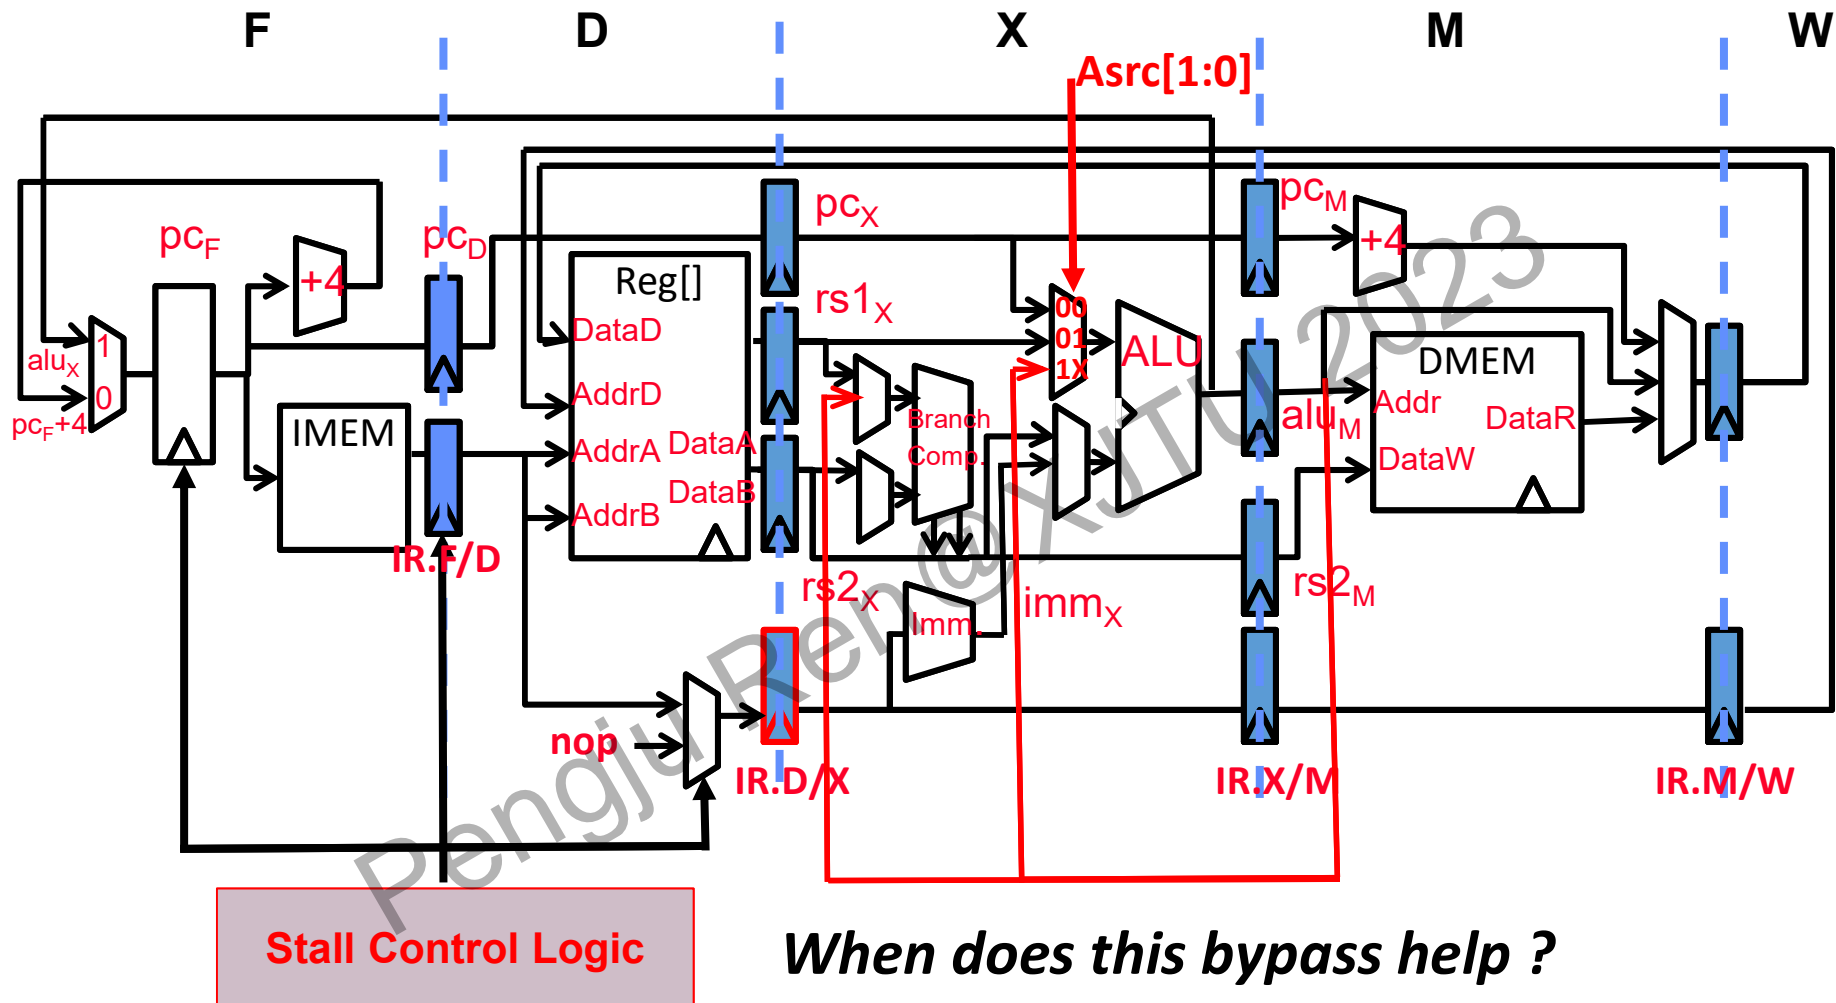 F
D
X
M
W
Asrc[1:0]
pcF
pcD
pcX
pcM
+4
+4
Reg[]
rs1X
00
01
1X
DataD
1
aluX
0
pcF+4
ALU
DMEM
AddrD
IMEM
Branch
Comp.
aluM
Addr
DataR
AddrA
DataA
DataW
DataB
AddrB
IR.F/D
rs2X
immX
rs2M
Imm.
nop
IR.D/X
IR.X/M
IR.M/W
Pengju Ren@XJTU 2023
Stall Control Logic
When does this bypass help ?